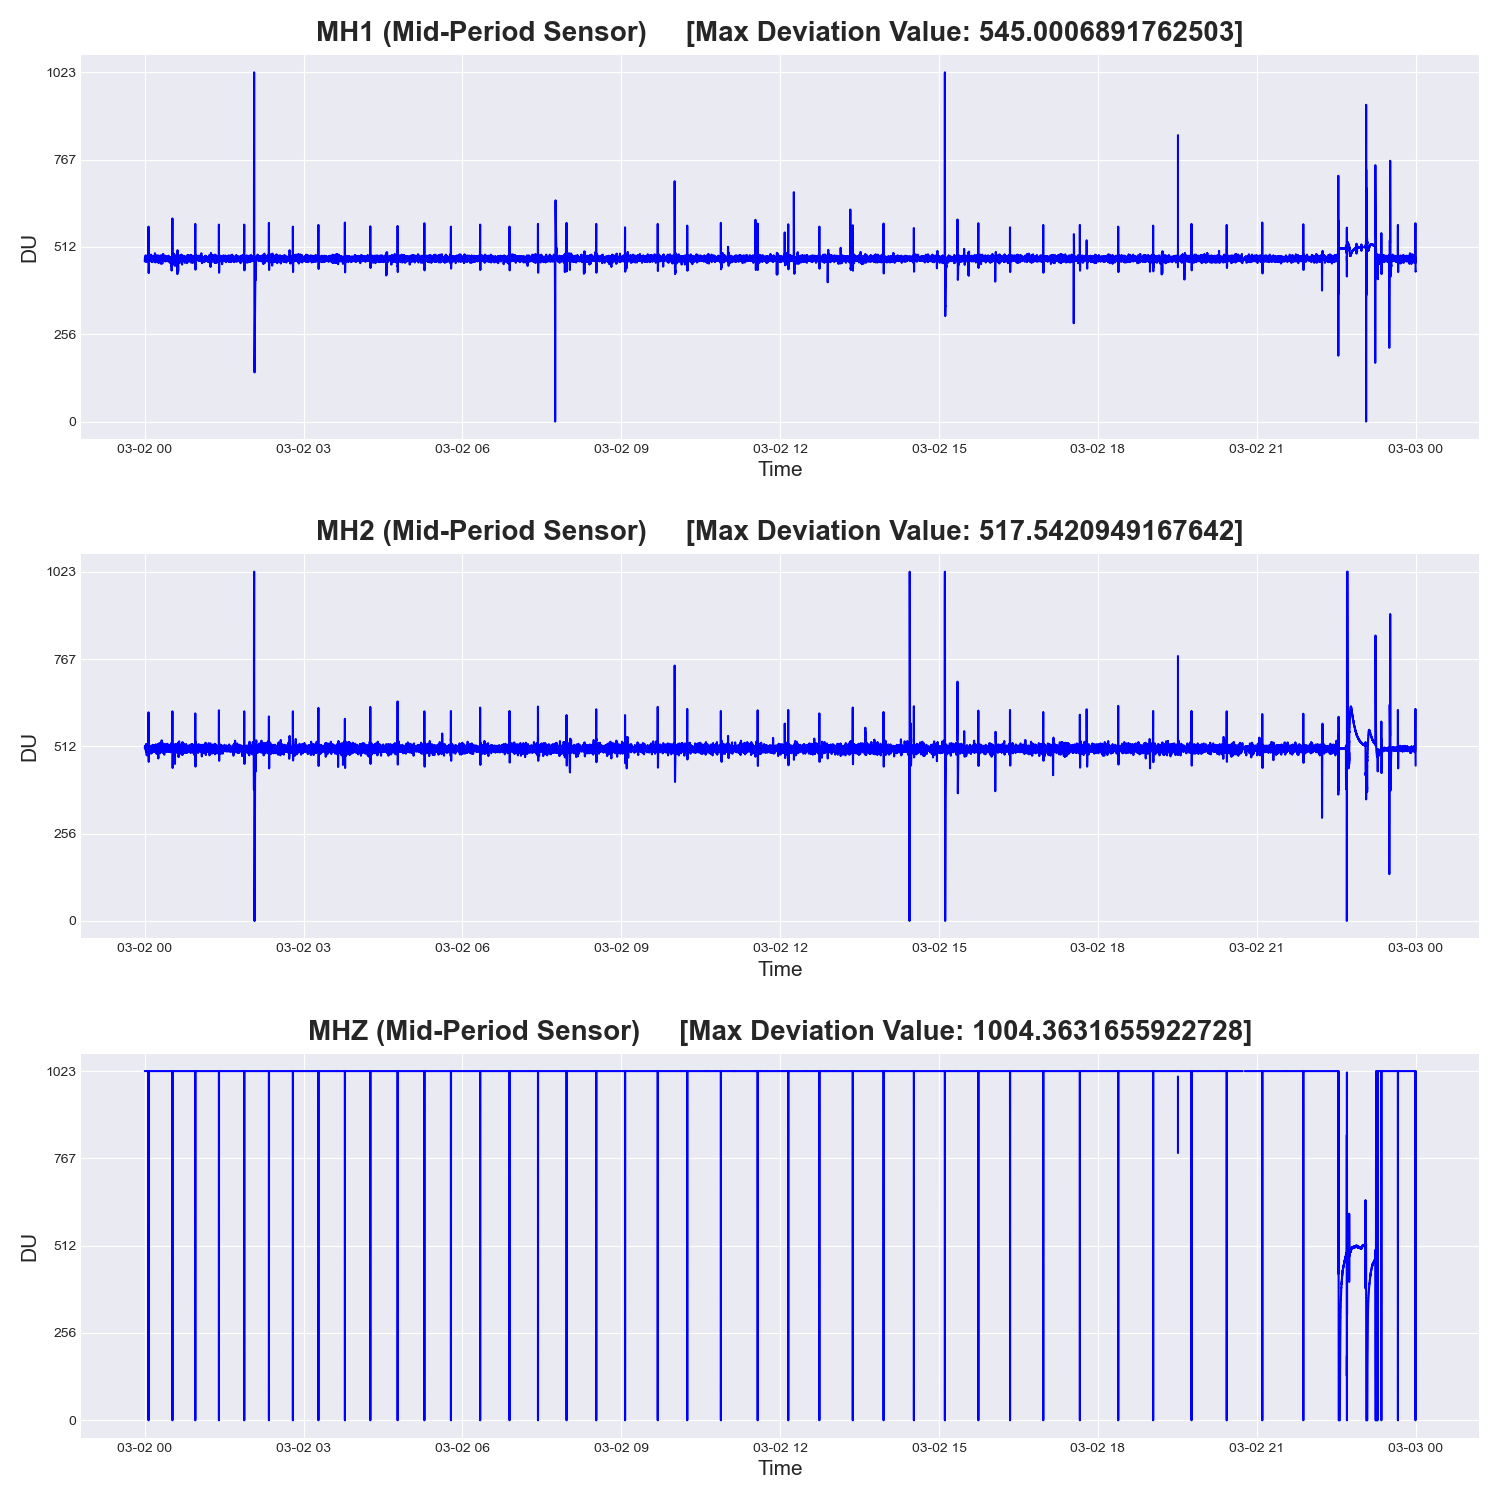 MH1 (Mid-Period Sensor) [Max Deviation Value: 545.0006891762503]
1023
767
512
256
0
DU
03-02 00 03-02 03 03-02 06 03-02 09 03-02 12 03-02 15 03-02 18 03-02 21 03-03 00
Time
MH2 (Mid-Period Sensor) [Max Deviation Value: 517.5420949167642]
1023
767
512
256
0
DU
03-02 00 03-02 03 03-02 06 03-02 09 03-02 12 03-02 15 03-02 18 03-02 21 03-03 00
Time
MHZ (Mid-Period Sensor) [Max Deviation Value: 1004.3631655922728]
1023
767
512
256
0
DU
03-02 00 03-02 03 03-02 06 03-02 09 03-02 12 03-02 15 03-02 18 03-02 21 03-03 00
Time